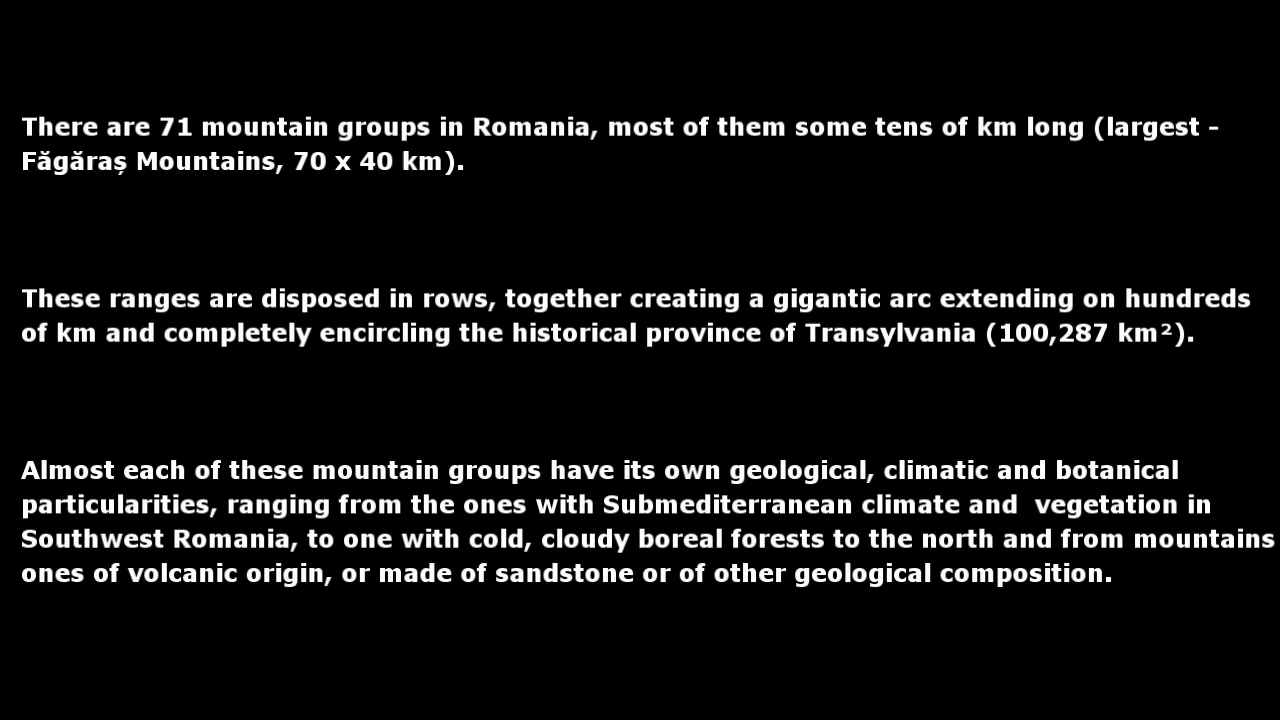 There are 71 mountain groups in Romania, most of them some tens of km long (largest -
Făgăraș Mountains, 70 x 40 km).
These ranges are disposed in rows, together creating a gigantic arc extending on hundreds
of km and completely encircling the historical province of Transylvania (100,287 km²).
Almost each of these mountain groups have its own geological, climatic and botanical
particularities, ranging from the ones with Submediterranean climate and  vegetation in
Southwest Romania, to one with cold, cloudy boreal forests to the north and from mountains
ones of volcanic origin, or made of sandstone or of other geological composition.